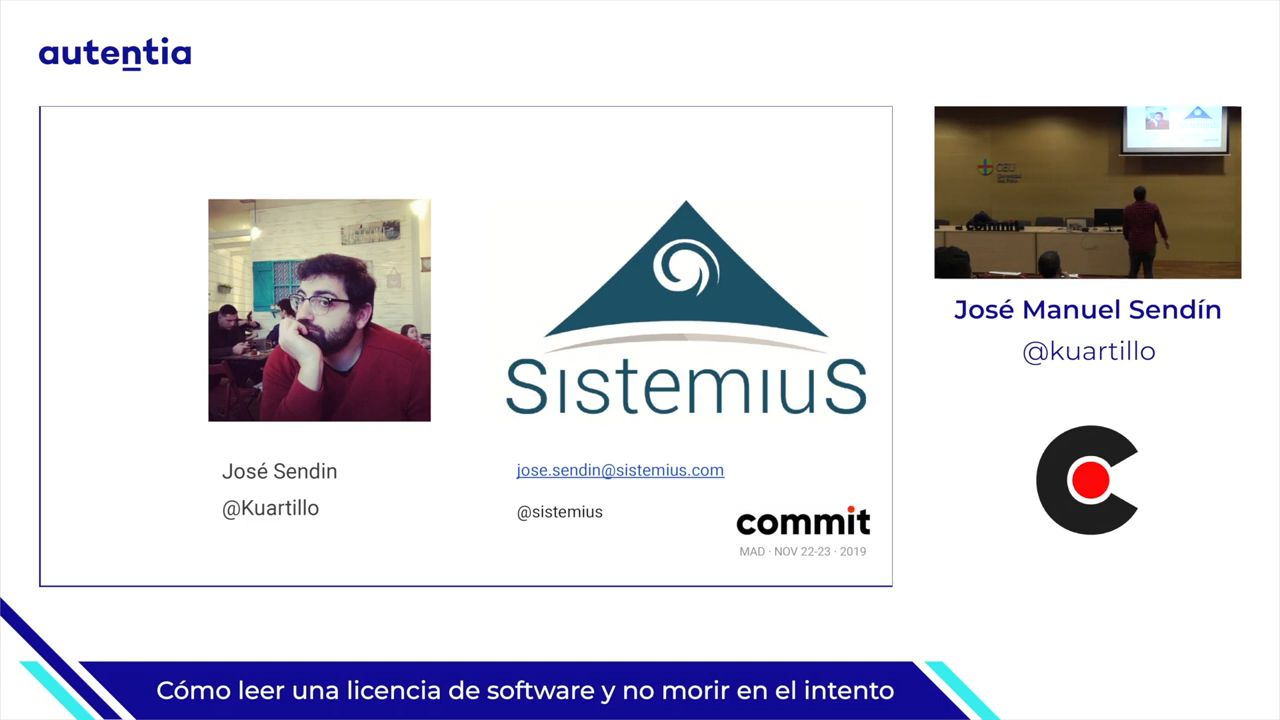 autentia
SistemiuS
José Sendin
@Kuartillo
jose.sendin@sistemius.com
@sistemius
commit
MAD · NOV 22-23 · 2019
CEU
José Manuel Sendín
@kuartillo
Cómo leer una licencia de software y no morir en el intento